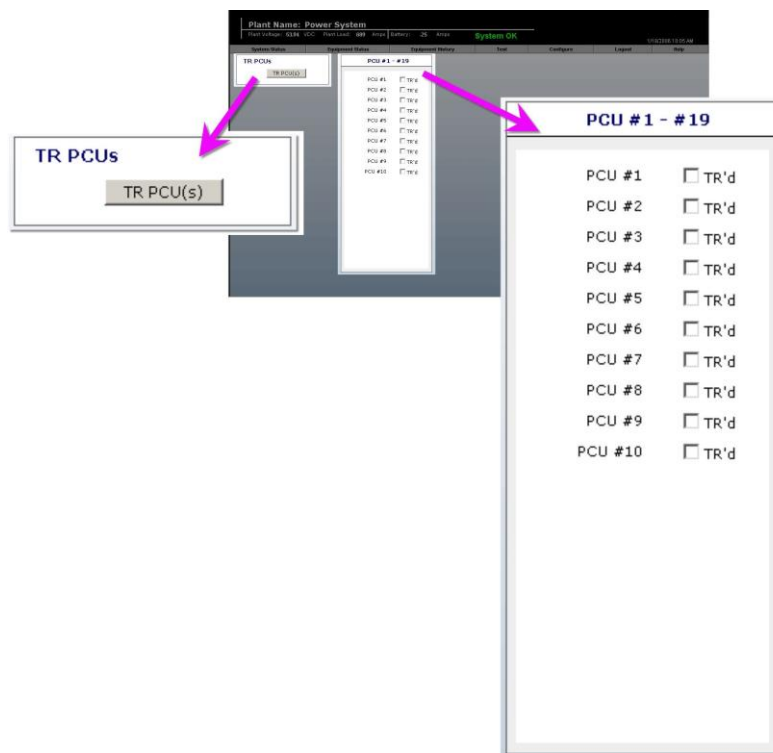 Plant Name: Power System
Plant Voltage: 53.94 VDC Plant Load: 600 Amps Battery: .25 Amps System OK
System Status Equipment Status Equipment History Test Configure Logout Help
TR PCUs
TR PCU(s)
PCU #1 - #19
PCU #1 TR'd
PCU #2 TR'd
PCU #3 TR'd
PCU #4 TR'd
PCU #5 TR'd
PCU #6 TR'd
PCU #7 TR'd
PCU #8 TR'd
PCU #9 TR'd
PCU #10 TR'd
TR PCUs
TR PCU(s)
PCU #1 - #19
PCU #1 TR'd
PCU #2 TR'd
PCU #3 TR'd
PCU #4 TR'd
PCU #5 TR'd
PCU #6 TR'd
PCU #7 TR'd
PCU #8 TR'd
PCU #9 TR'd
PCU #10 TR'd